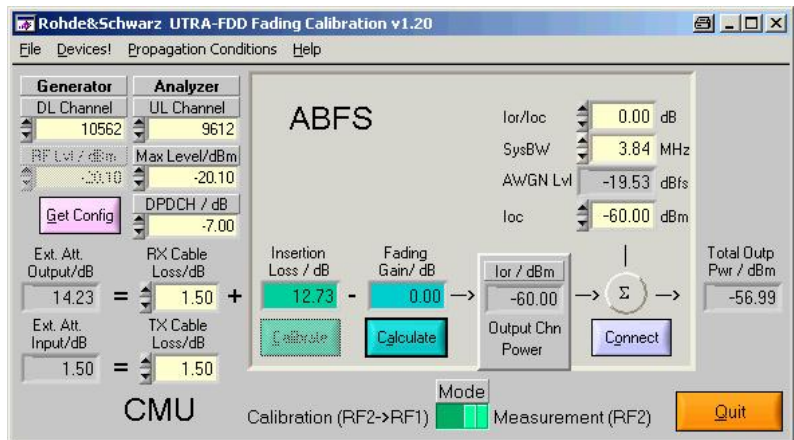 Rohde&Schwarz UTRA-FDD Fading Calibration v1.20
File Devices! Propagation Conditions Help
Generator
DL Channel
10562
RF Lvl / dBm
-20.10
Get Config
Analyzer
UL Channel
9612
Max Level/dBm
-20.10
DPDCH / dB
-7.00
ABFS
Ior/Ioc 0.00 dB
SysBW 3.84 MHz
AWGN Lvl -19.53 dBfs
Ioc -60.00 dBm
Ext. Att.
Output/dB
14.23
=
RX Cable
Loss/dB
1.50
+
Insertion
Loss / dB
12.73
-
Fading
Gain/ dB
0.00
Ior / dBm
-60.00
Output Chn
Power
Σ
Total Outp
Pwr / dBm
-56.99
Calibrate
Calculate
Connect
Ext. Att.
Input/dB
1.50
=
TX Cable
Loss/dB
1.50
CMU
Mode
Calibration (RF2->RF1) Measurement (RF2)
Quit